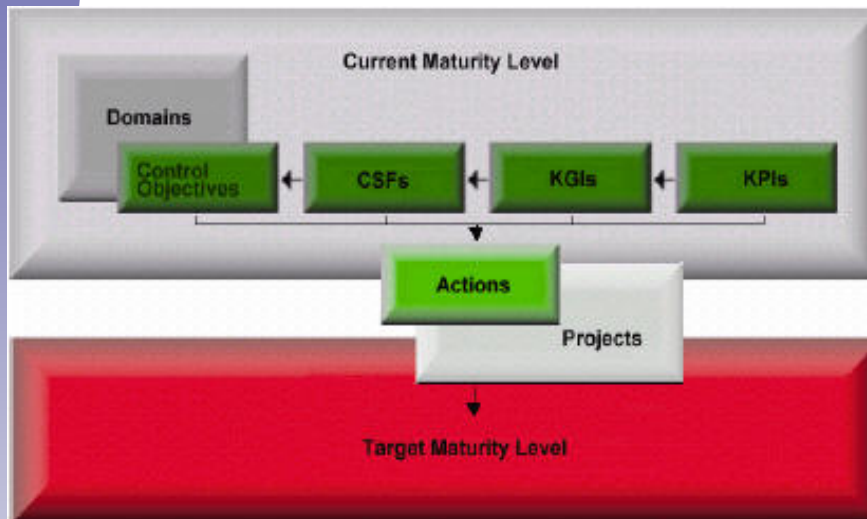 Current Maturity Level
Domains
Control
Objectives
CSFs
KGIs
KPIs
Actions
Projects
Target Maturity Level